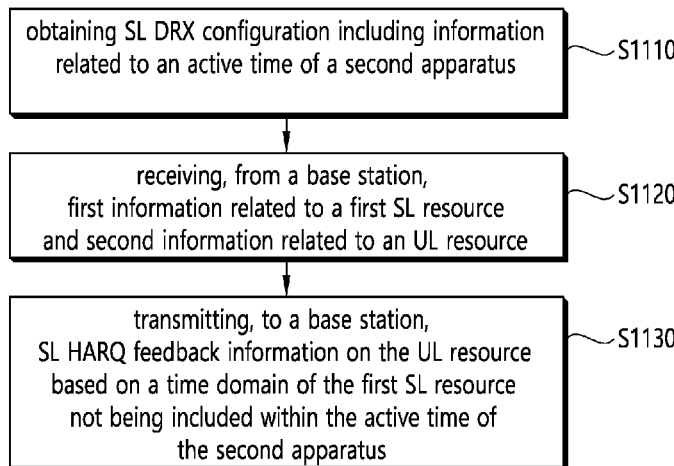 obtaining SL DRX configuration including information
related to an active time of a second apparatus
S1110
receiving, from a base station,
first information related to a first SL resource
and second information related to an UL resource
S1120
transmitting, to a base station,
SL HARQ feedback information on the UL resource
based on a time domain of the first SL resource
not being included within the active time of
the second apparatus
S1130